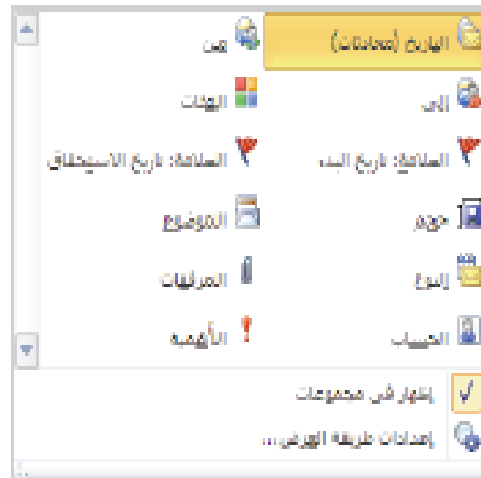 التاريخ (محادثات) من
إلى الفئات
العلامة: تاريخ البدء العلامة: تاريخ الاستحقاق
حجم الموضوع
النوع المرفقات
الحساب الأهمية
إظهار في مجموعات
إعدادات طريقة العرض...